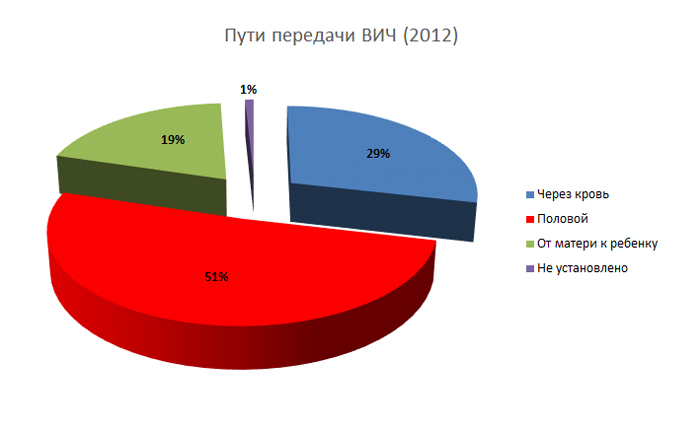 Пути передачи ВИЧ (2012)
1%
19%
29%
51%
Через кровь
Половой
От матери к ребенку
Не установлено